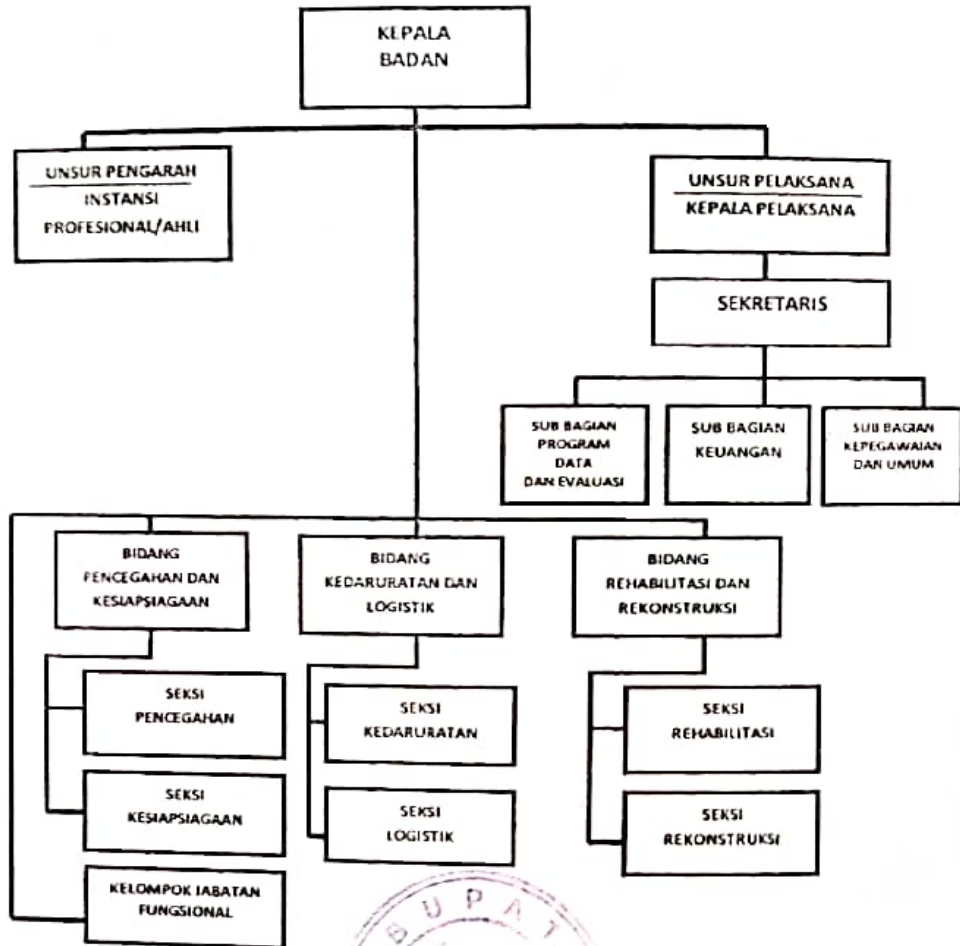 KEPALA
BADAN
UNSUR PENGARAH
INSTANSI
PROFESIONAL/AHLI
UNSUR PELAKSANA
KEPALA PELAKSANA
SEKRETARIS
SUB BAGIAN
PROGRAM
DATA
DAN EVALUASI
SUB BAGIAN
KEUANGAN
SUB BAGIAN
KEPEGAWAIAN
DAN UMUM
BIDANG
PENCEGAHAN DAN
KESIAPSIAGAAN
BIDANG
KEDARURATAN DAN
LOGISTIK
BIDANG
REHABILITASI DAN
REKONSTRUKSI
SEKSI
PENCEGAHAN
SEKSI
KESIAPSIAGAAN
KELOMPOK JABATAN
FUNGSIONAL
SEKSI
KEDARURATAN
SEKSI
LOGISTIK
SEKSI
REHABILITASI
SEKSI
REKONSTRUKSI
BUPAT